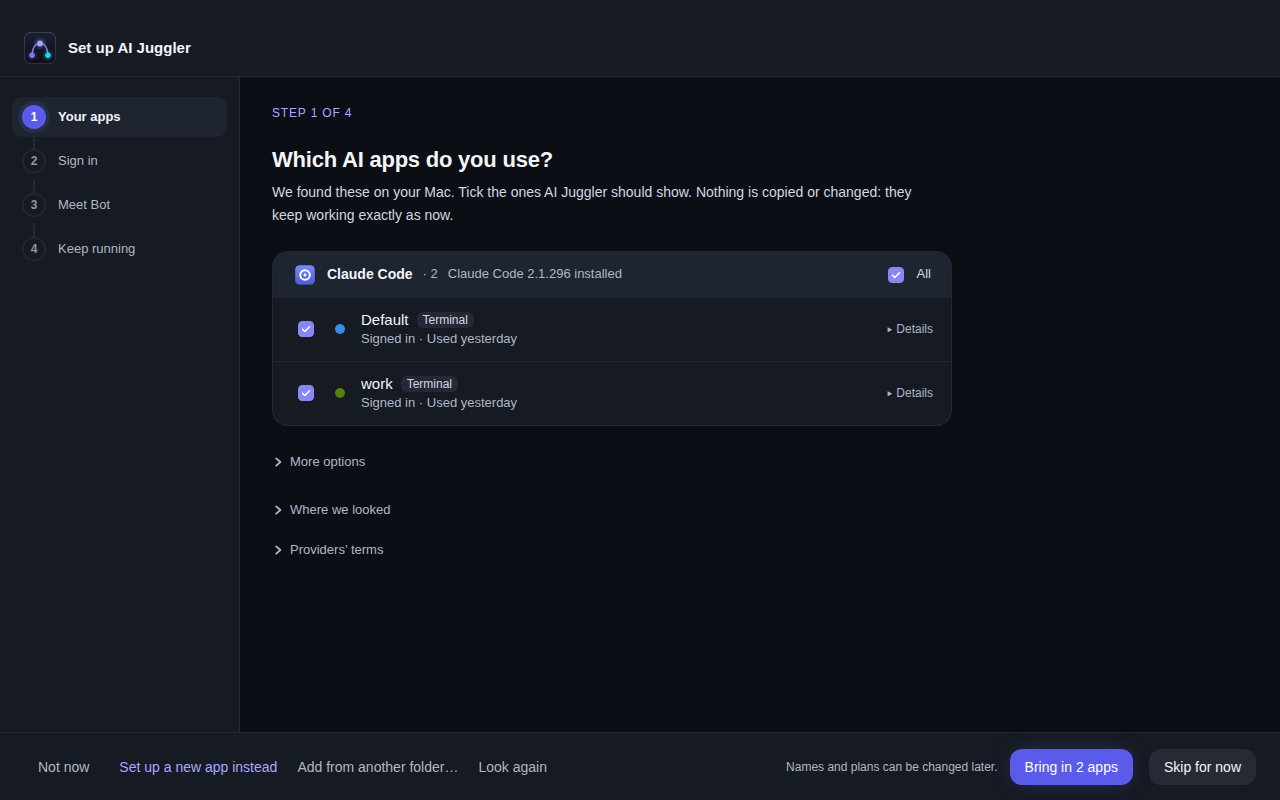 Set up AI Juggler
1 Your apps
2 Sign in
3 Meet Bot
4 Keep running
STEP 1 OF 4
Which AI apps do you use?
We found these on your Mac. Tick the ones AI Juggler should show. Nothing is copied or changed: they
keep working exactly as now.
Claude Code · 2 Claude Code 2.1.296 installed All
Default Terminal
Signed in · Used yesterday
▸ Details
work Terminal
Signed in · Used yesterday
▸ Details
More options
Where we looked
Providers’ terms
Not now Set up a new app instead Add from another folder… Look again Names and plans can be changed later. Bring in 2 apps Skip for now